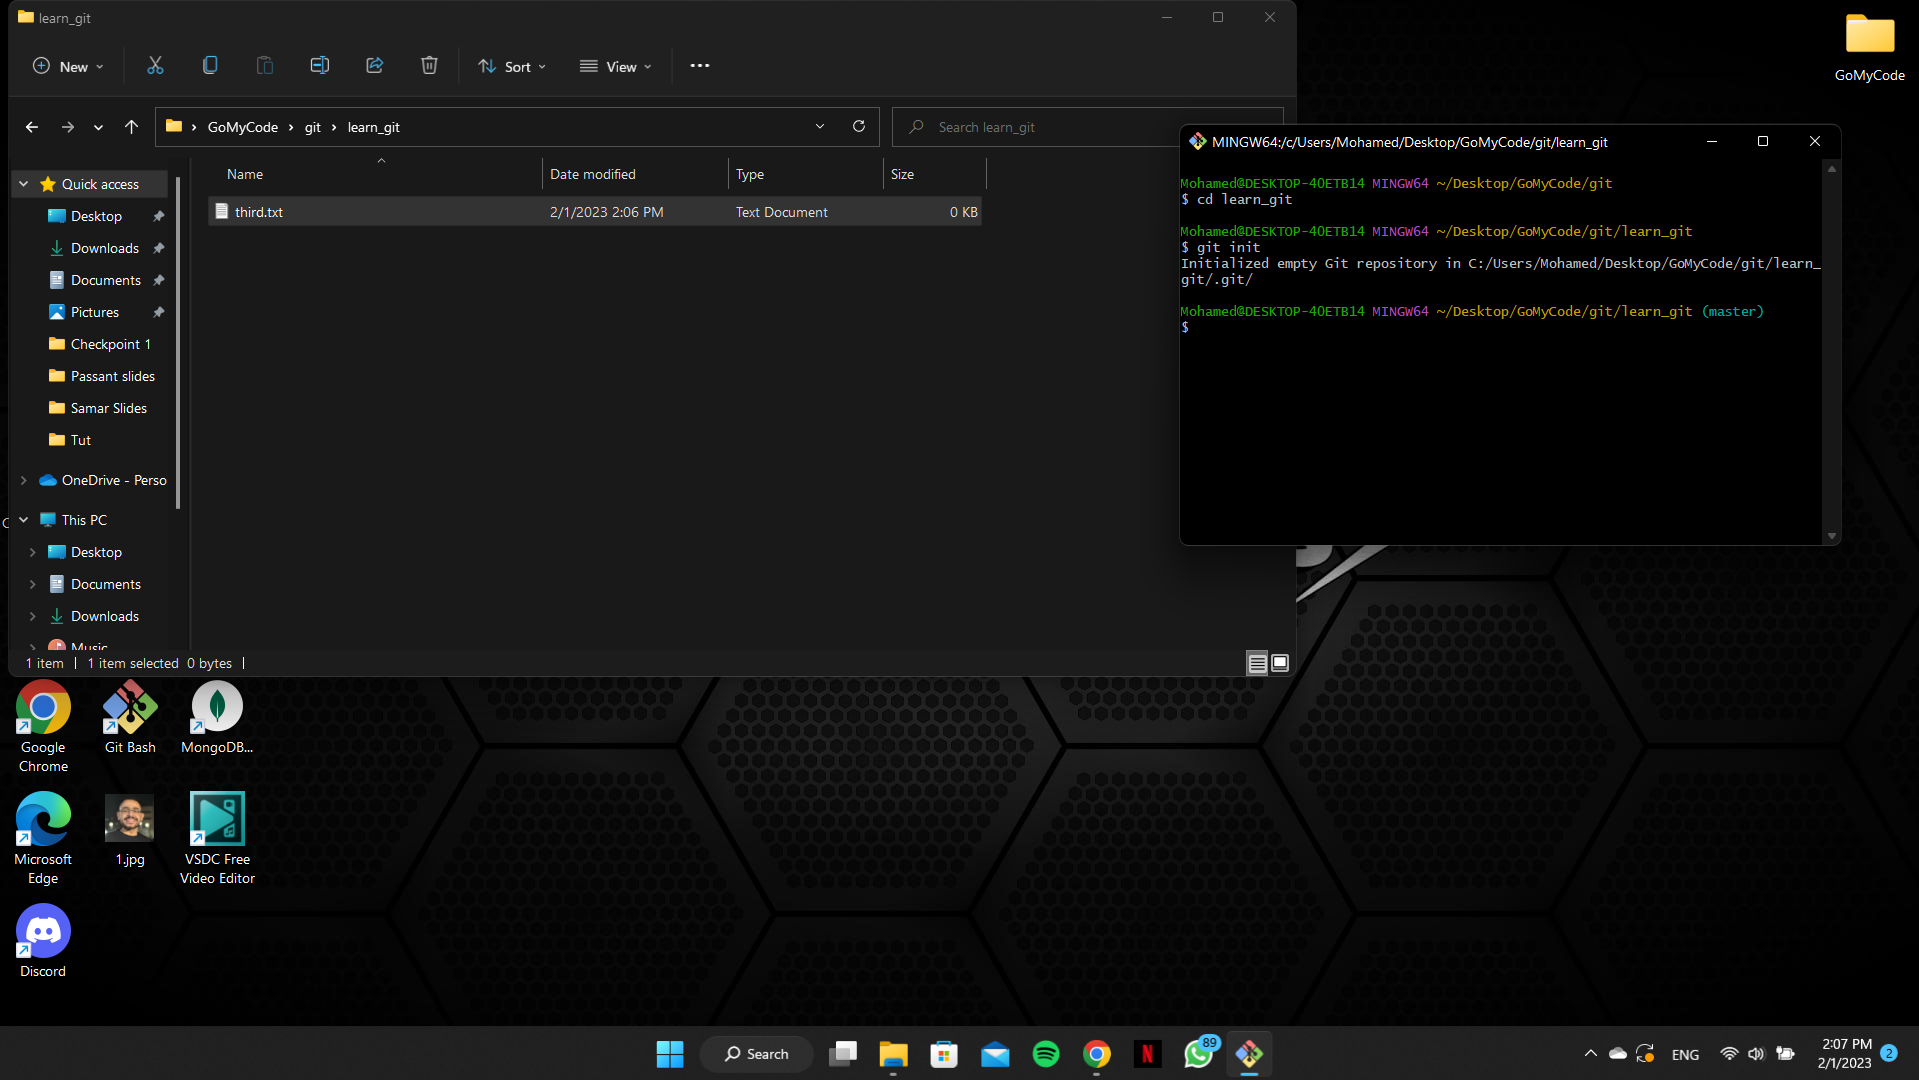 learn_git
New
Sort
View
GoMyCode
git
learn_git
Search learn_git
Name
Date modified
Type
Size
third.txt
2/1/2023 2:06 PM
Text Document
0 KB
Quick access
Desktop
Downloads
Documents
Pictures
Checkpoint 1
Passant slides
Samar Slides
Tut
OneDrive - Perso
This PC
Desktop
Documents
Downloads
Music
1 item
1 item selected 0 bytes
MINGW64:/c/Users/Mohamed/Desktop/GoMyCode/git/learn_git
Mohamed@DESKTOP-4OETB14 MINGW64 ~/Desktop/GoMyCode/git
$ cd learn_git
Mohamed@DESKTOP-4OETB14 MINGW64 ~/Desktop/GoMyCode/git/learn_git
$ git init
Initialized empty Git repository in C:/Users/Mohamed/Desktop/GoMyCode/git/learn_
git/.git/
Mohamed@DESKTOP-4OETB14 MINGW64 ~/Desktop/GoMyCode/git/learn_git (master)
$
GoMyCode
Google
Chrome
Git Bash
MongoDB...
Microsoft
Edge
1.jpg
VSDC Free
Video Editor
Discord
Search
89
ENG
2:07 PM
2/1/2023
2